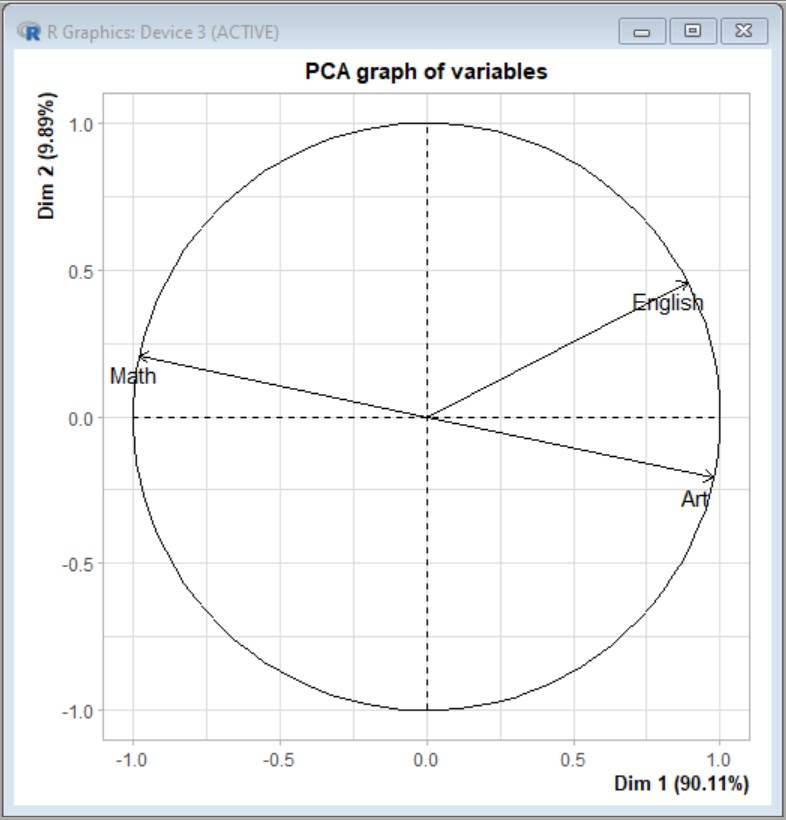 R Graphics: Device 3 (ACTIVE)
PCA graph of variables
Dim 2 (9.89%)
1.0
0.5
0.0
-0.5
-1.0
English
Math
Art
-1.0 -0.5 0.0 0.5 1.0
Dim 1 (90.11%)